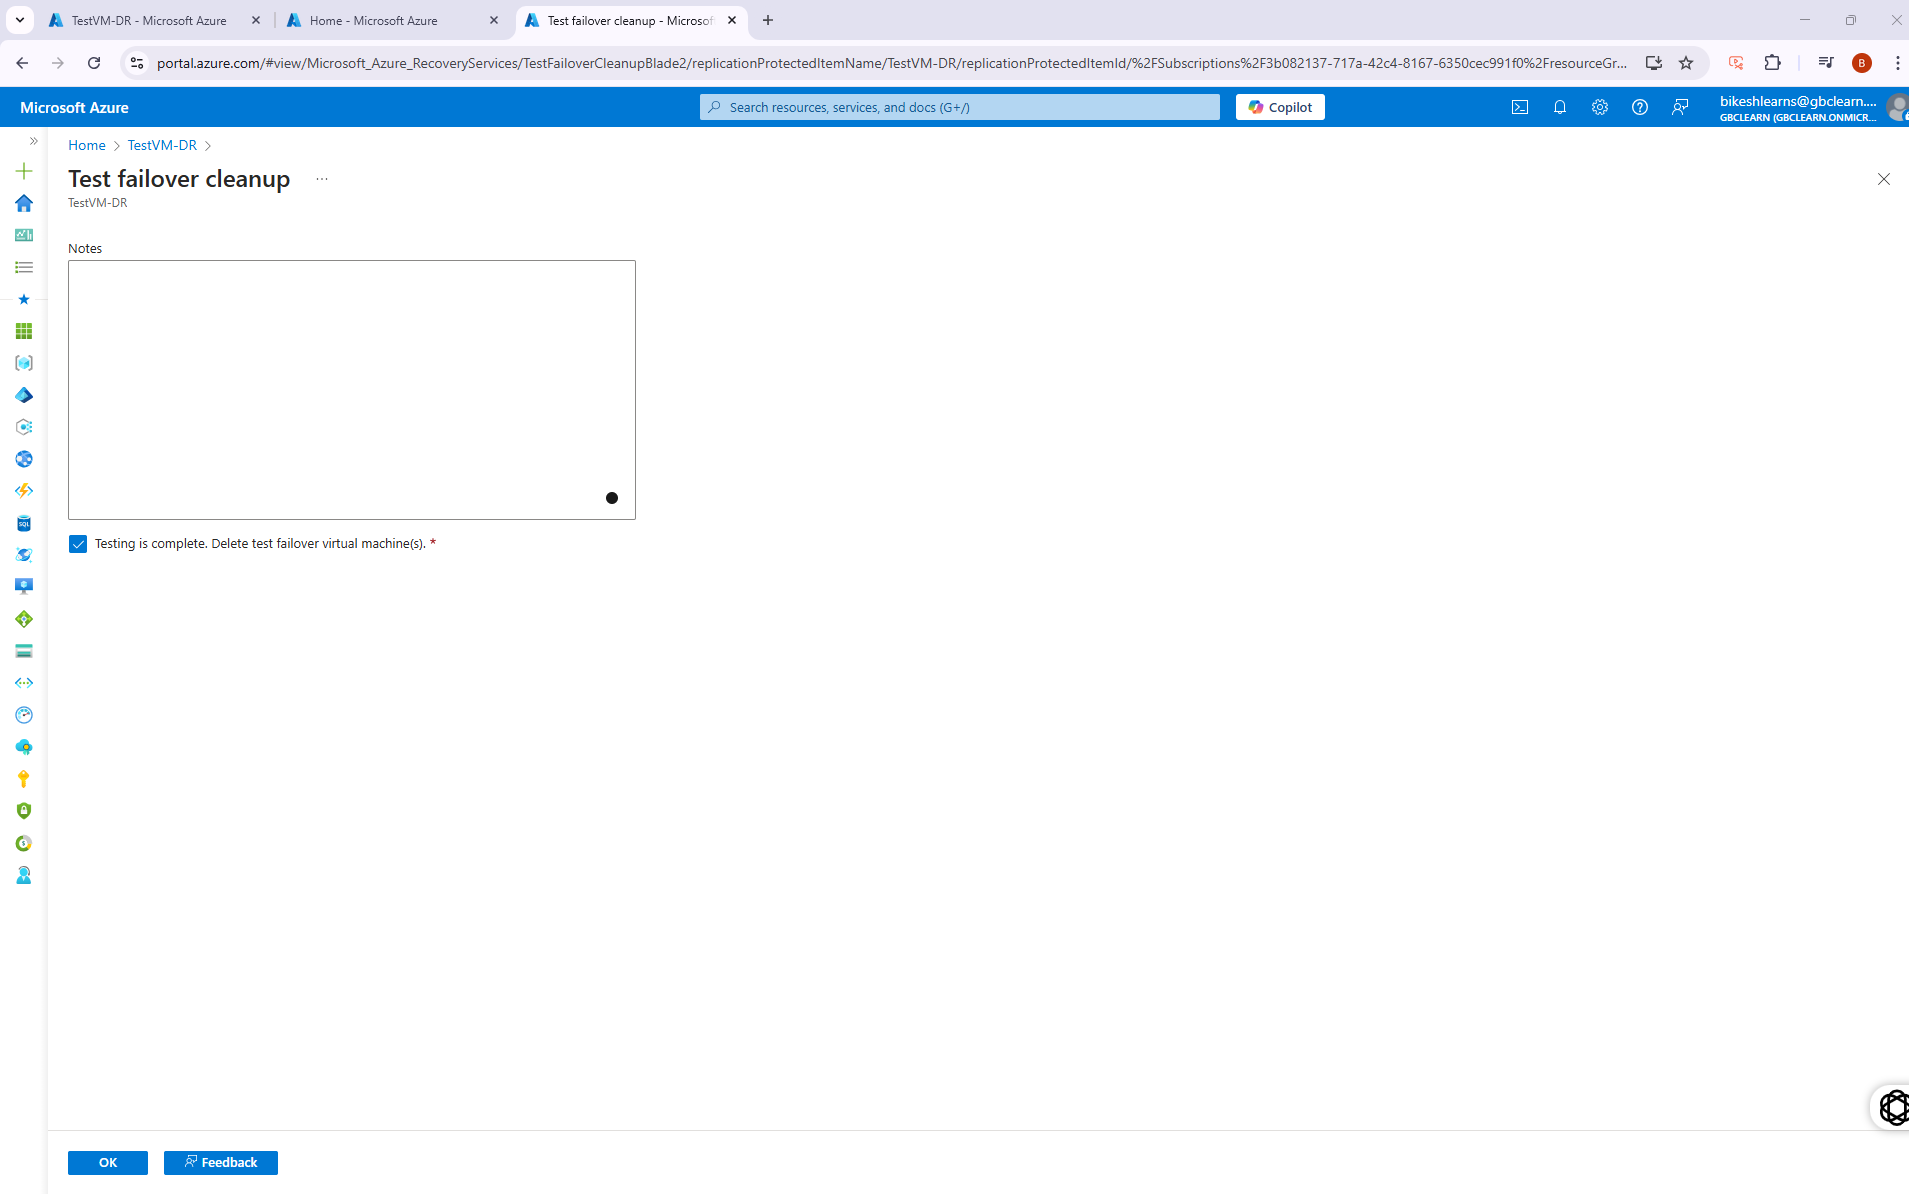 TestVM-DR - Microsoft Azure
Home - Microsoft Azure
Test failover cleanup - Microsof
portal.azure.com/#view/Microsoft_Azure_RecoveryServices/TestFailoverCleanupBlade2/replicationProtectedItemName/TestVM-DR/replicationProtectedItemId/%2FSubscriptions%2F3b082137-717a-42c4-8167-6350cec991f0%2FresourceGr...
B
Microsoft Azure
Search resources, services, and docs (G+/)
Copilot
bikeshlearns@gbclearn....
GBCLEARN (GBCLEARN.ONMICR...
Home > TestVM-DR >
Test failover cleanup ...
TestVM-DR
Notes
SQL
Testing is complete. Delete test failover virtual machine(s). *
OK
Feedback